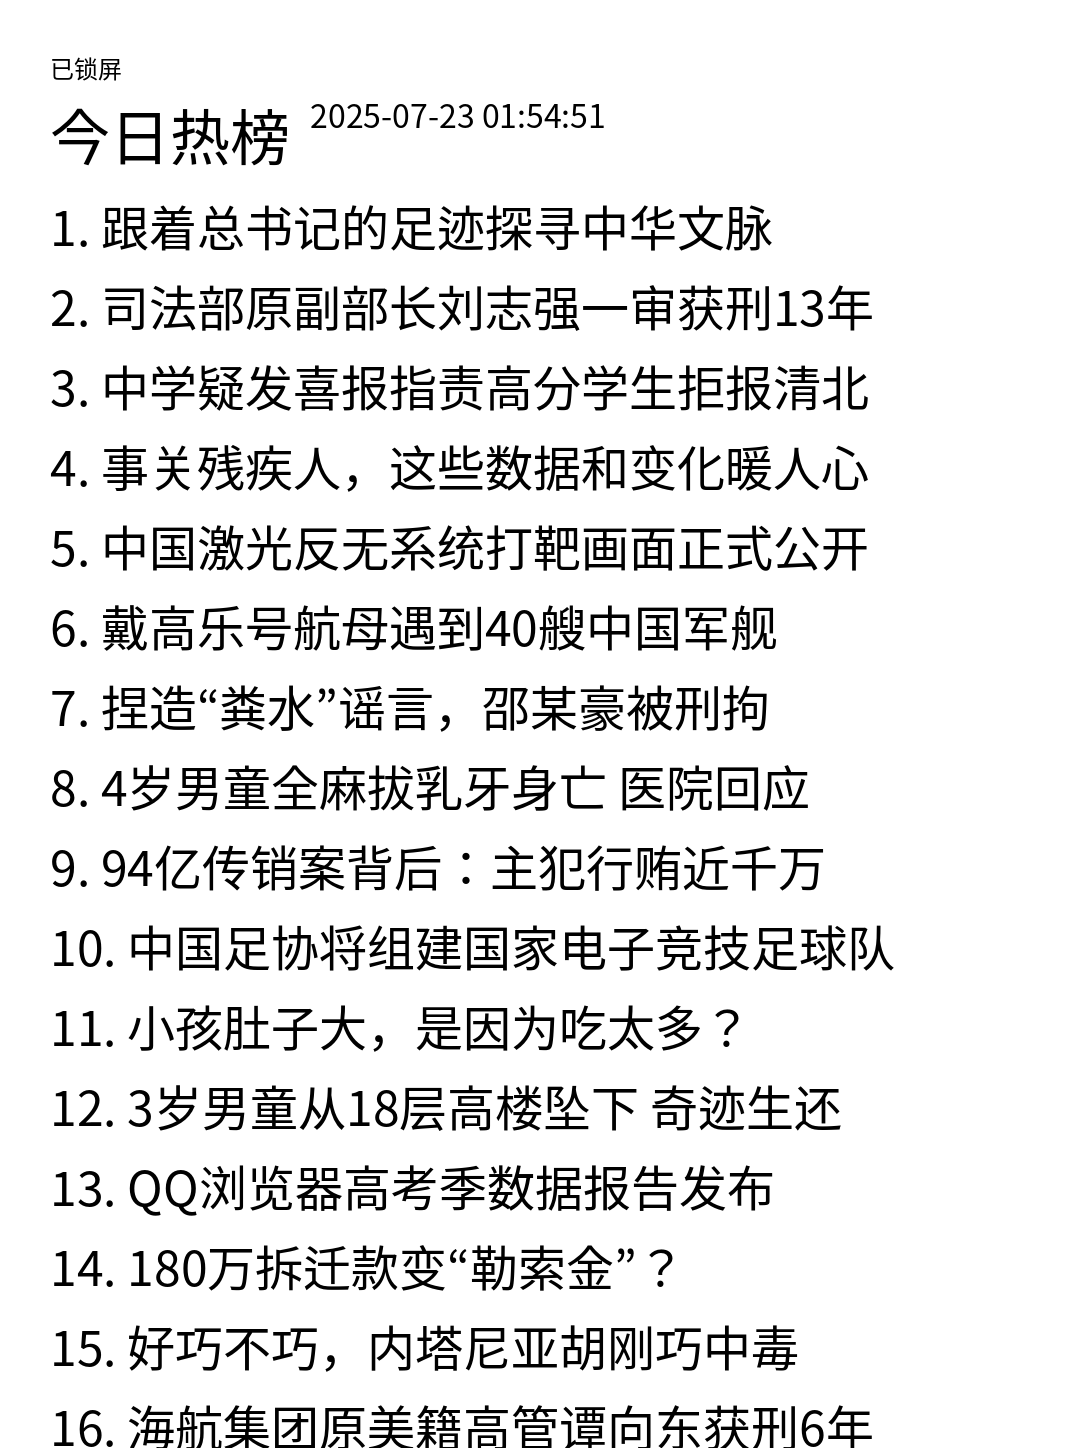 已锁屏
今日热榜 2025-07-23 01:54:51
1. 跟着总书记的足迹探寻中华文脉
2. 司法部原副部长刘志强一审获刑13年
3. 中学疑发喜报指责高分学生拒报清北
4. 事关残疾人，这些数据和变化暖人心
5. 中国激光反无系统打靶画面正式公开
6. 戴高乐号航母遇到40艘中国军舰
7. 捏造“粪水”谣言，邵某豪被刑拘
8. 4岁男童全麻拔乳牙身亡 医院回应
9. 94亿传销案背后：主犯行贿近千万
10. 中国足协将组建国家电子竞技足球队
11. 小孩肚子大，是因为吃太多？
12. 3岁男童从18层高楼坠下 奇迹生还
13. QQ浏览器高考季数据报告发布
14. 180万拆迁款变“勒索金”？
15. 好巧不巧，内塔尼亚胡刚巧中毒
16. 海航集团原美籍高管谭向东获刑6年